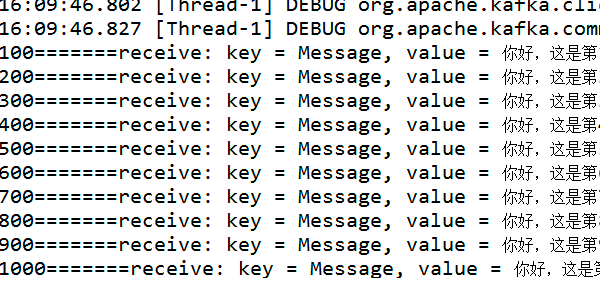 16:09:46.802 [Thread-1] DEBUG org.apache.kafka.cli
16:09:46.827 [Thread-1] DEBUG org.apache.kafka.comm
100=======receive: key = Message, value = 你好，这是第
200=======receive: key = Message, value = 你好，这是第
300=======receive: key = Message, value = 你好，这是第
400=======receive: key = Message, value = 你好，这是第4
500=======receive: key = Message, value = 你好，这是第
600=======receive: key = Message, value = 你好，这是第6
700=======receive: key = Message, value = 你好，这是第7
800=======receive: key = Message, value = 你好，这是第8
900=======receive: key = Message, value = 你好，这是第9
1000=======receive: key = Message, value = 你好，这是第